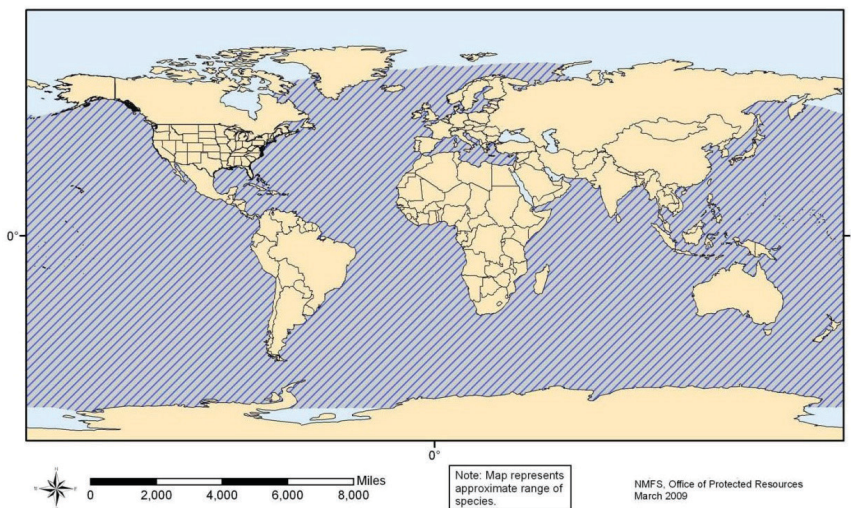 0°
0°
Miles
0 2,000 4,000 6,000 8,000
Note: Map represents
approximate range of
species.
NMFS, Office of Protected Resources
March 2009